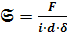 𝕾 = F / (i·d·δ)